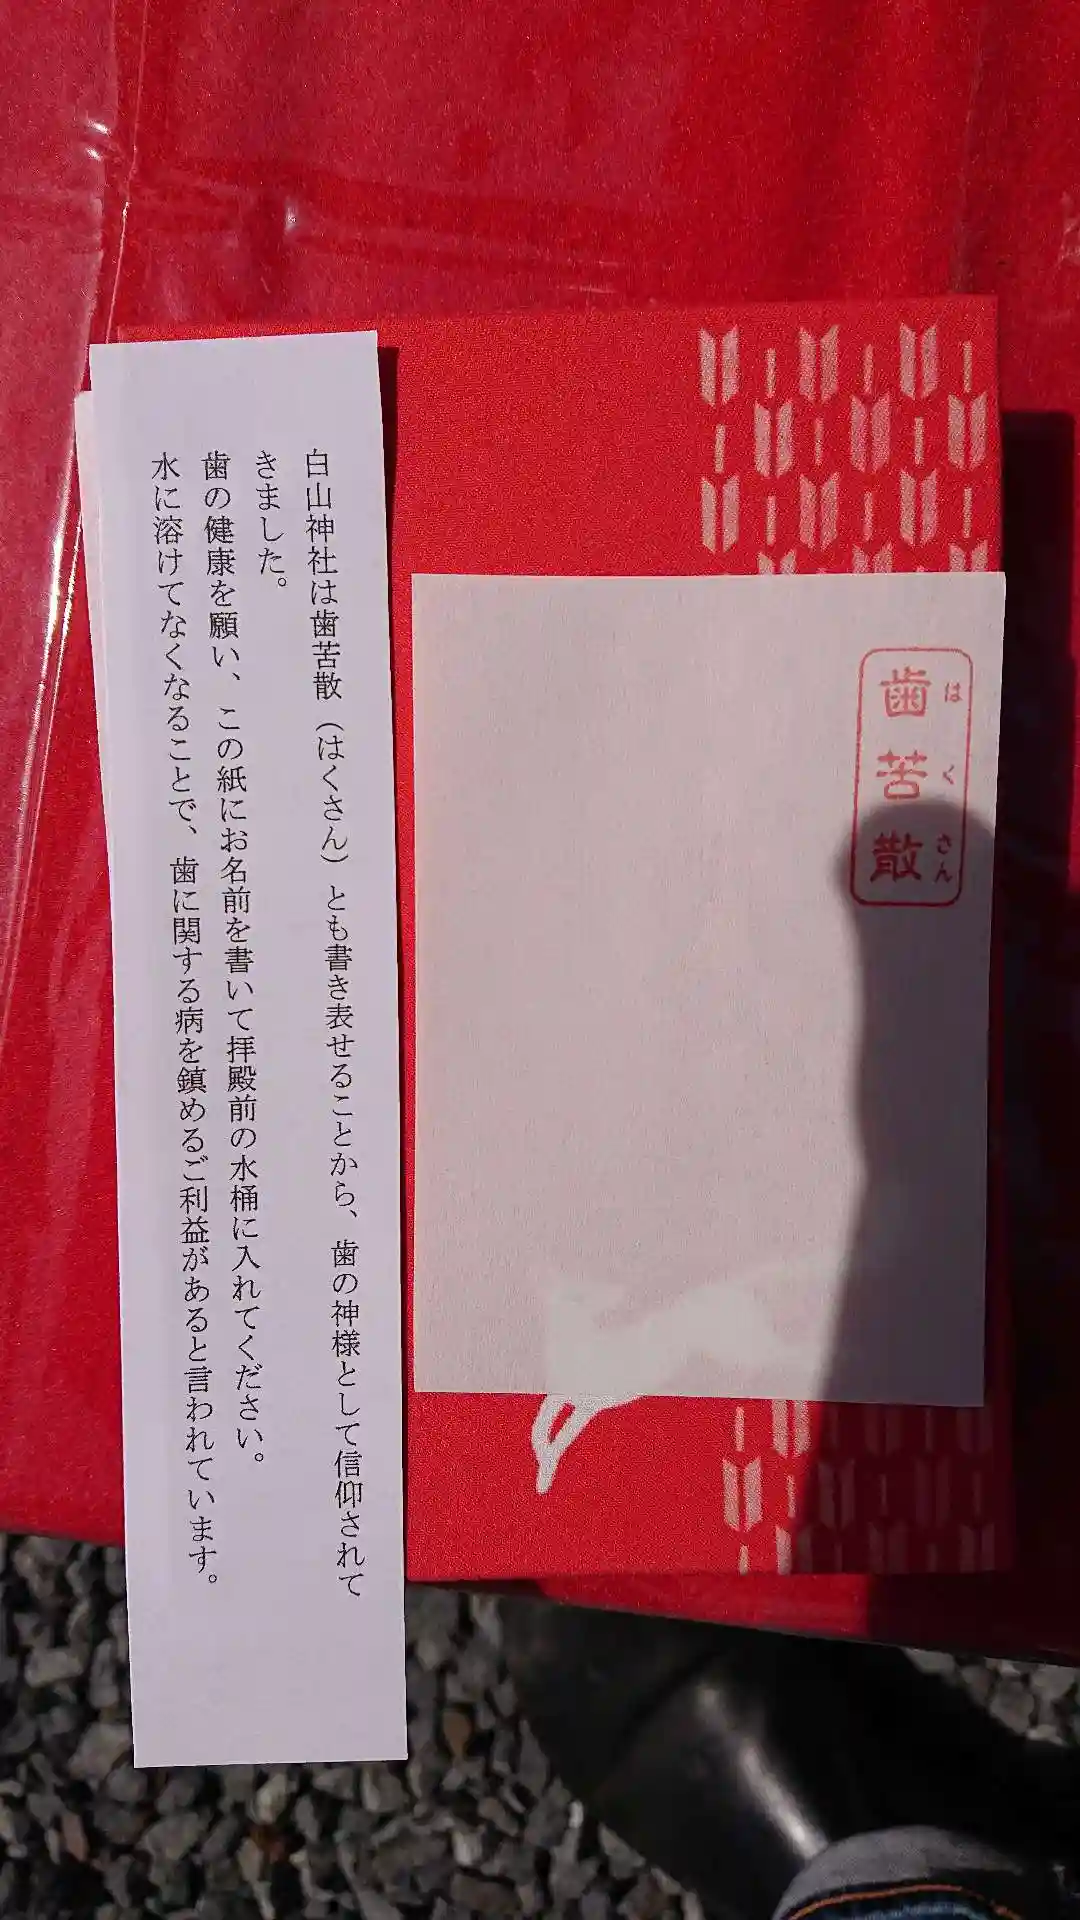 白山神社は歯苦散（はくさん）とも書き表せることから、歯の神様として信仰されて
きました。
歯の健康を願い、この紙にお名前を書いて拝殿前の水桶に入れてください。
水に溶けてなくなることで、歯に関する病を鎮めるご利益があると言われています。
はくさん
歯苦散